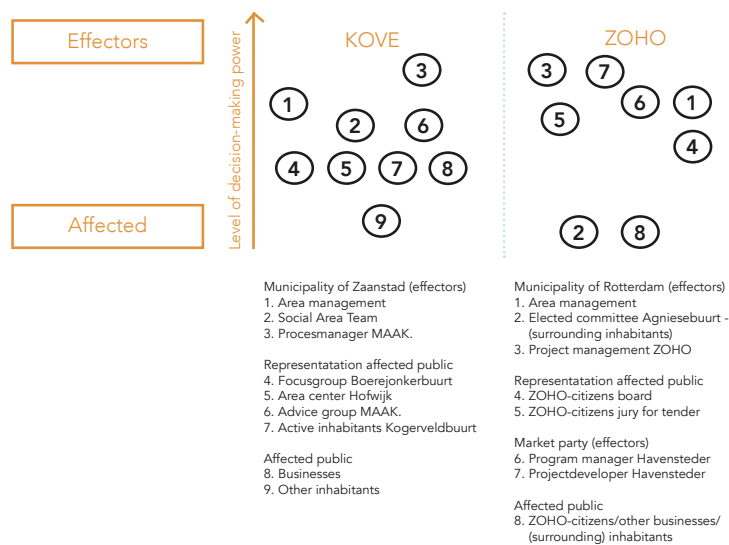 Effectors
Affected
Level of decision-making power
KOVE
3
1
2
6
4
5
7
8
9
Municipality of Zaanstad (effectors)
1. Area management
2. Social Area Team
3. Procesmanager MAAK.
Representatation affected public
4. Focusgroup Boerejonkerbuurt
5. Area center Hofwijk
6. Advice group MAAK.
7. Active inhabitants Kogerveldbuurt
Affected public
8. Businesses
9. Other inhabitants
ZOHO
3
7
6
1
5
4
2
8
Municipality of Rotterdam (effectors)
1. Area management
2. Elected committee Agniesebuurt -
(surrounding inhabitants)
3. Project management ZOHO
Representatation affected public
4. ZOHO-citizens board
5. ZOHO-citizens jury for tender
Market party (effectors)
6. Program manager Havensteder
7. Projectdeveloper Havensteder
Affected public
8. ZOHO-citizens/other businesses/
(surrounding) inhabitants